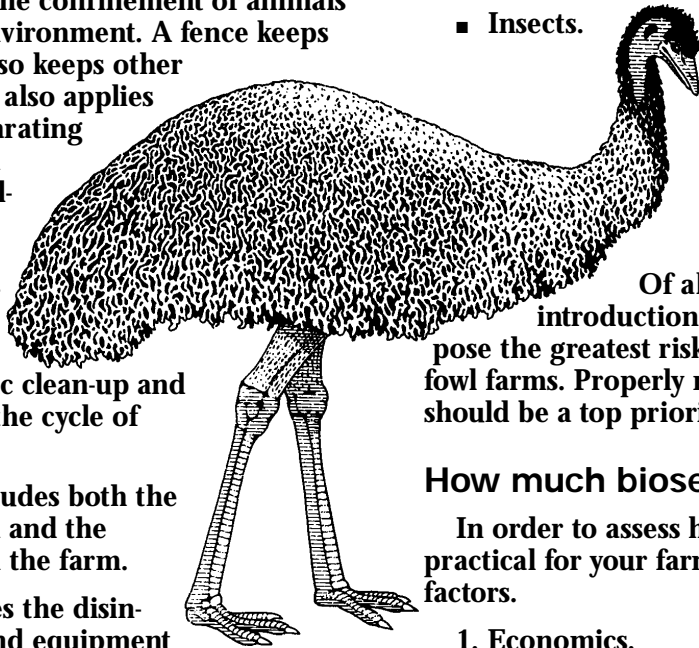 he confinement of animals
vironment. A fence keeps
so keeps other
also applies
arating
l-
c clean-up and
he cycle of
udes both the
and the
the farm.
es the disin-
nd equipment
■ Insects.
Of al
introduction
pose the greatest risk
fowl farms. Properly
should be a top priori
How much biose
In order to assess h
practical for your farm
factors.
1. Economics.